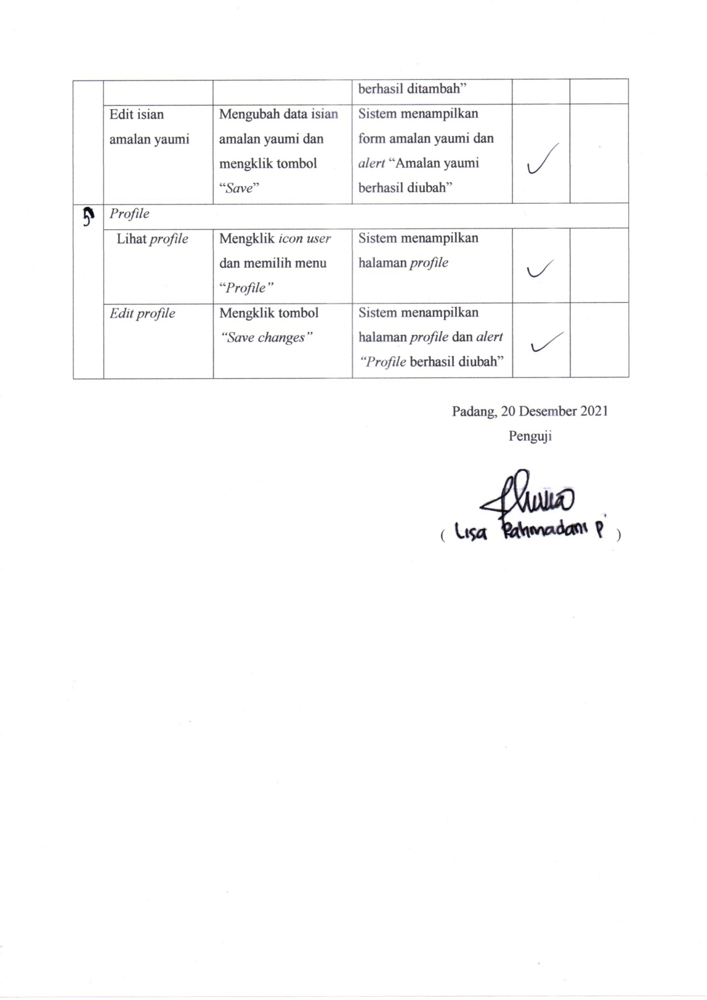 berhasil ditambah”
Edit isian
amalan yaumi
Mengubah data isian
amalan yaumi dan
mengklik tombol
“Save”
Sistem menampilkan
form amalan yaumi dan
alert “Amalan yaumi
berhasil diubah”
5
Profile
Lihat profile
Mengklik icon user
dan memilih menu
“Profile”
Sistem menampilkan
halaman profile
Edit profile
Mengklik tombol
“Save changes”
Sistem menampilkan
halaman profile dan alert
“Profile berhasil diubah”
Padang, 20 Desember 2021
Penguji
( Lisa Rahmadani P )